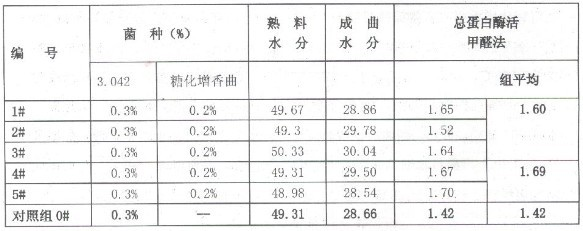 编 号 菌 种(%) 熟 料 水 分 成 曲 水 分 总蛋白酶活 甲醛法
3.042 糖化增香曲 组平均
1# 0.3% 0.2% 49.67 28.86 1.65 1.60
2# 0.3% 0.2% 49.3 29.78 1.52
3# 0.3% 0.2% 50.33 30.04 1.64
4# 0.3% 0.2% 49.31 29.50 1.67 1.69
5# 0.3% 0.2% 48.98 28.54 1.70
对照组 0# 0.3% — 49.31 28.66 1.42 1.42